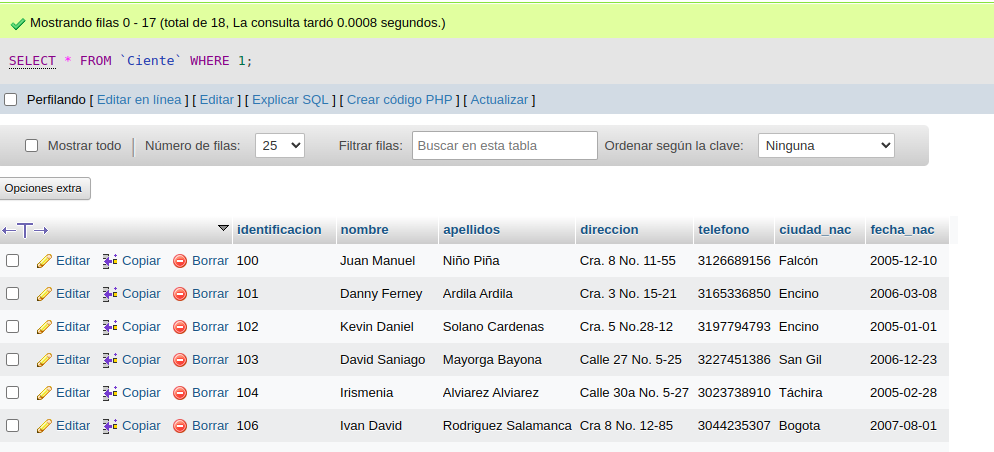 Mostrando filas 0 - 17 (total de 18, La consulta tardó 0.0008 segundos.)
SELECT * FROM `Ciente` WHERE 1;
Perfilando [ Editar en línea ] [ Editar ] [ Explicar SQL ] [ Crear código PHP ] [ Actualizar ]
Mostrar todo Número de filas: 25 Filtrar filas: Buscar en esta tabla Ordenar según la clave: Ninguna
Opciones extra
identificacion nombre apellidos direccion telefono ciudad_nac fecha_nac
Editar Copiar Borrar 100 Juan Manuel Niño Piña Cra. 8 No. 11-55 3126689156 Falcón 2005-12-10
Editar Copiar Borrar 101 Danny Ferney Ardila Ardila Cra. 3 No. 15-21 3165336850 Encino 2006-03-08
Editar Copiar Borrar 102 Kevin Daniel Solano Cardenas Cra. 5 No.28-12 3197794793 Encino 2005-01-01
Editar Copiar Borrar 103 David Saniago Mayorga Bayona Calle 27 No. 5-25 3227451386 San Gil 2006-12-23
Editar Copiar Borrar 104 Irismenia Alviarez Alviarez Calle 30a No. 5-27 3023738910 Táchira 2005-02-28
Editar Copiar Borrar 106 Ivan David Rodriguez Salamanca Cra 8 No. 12-85 3044235307 Bogota 2007-08-01